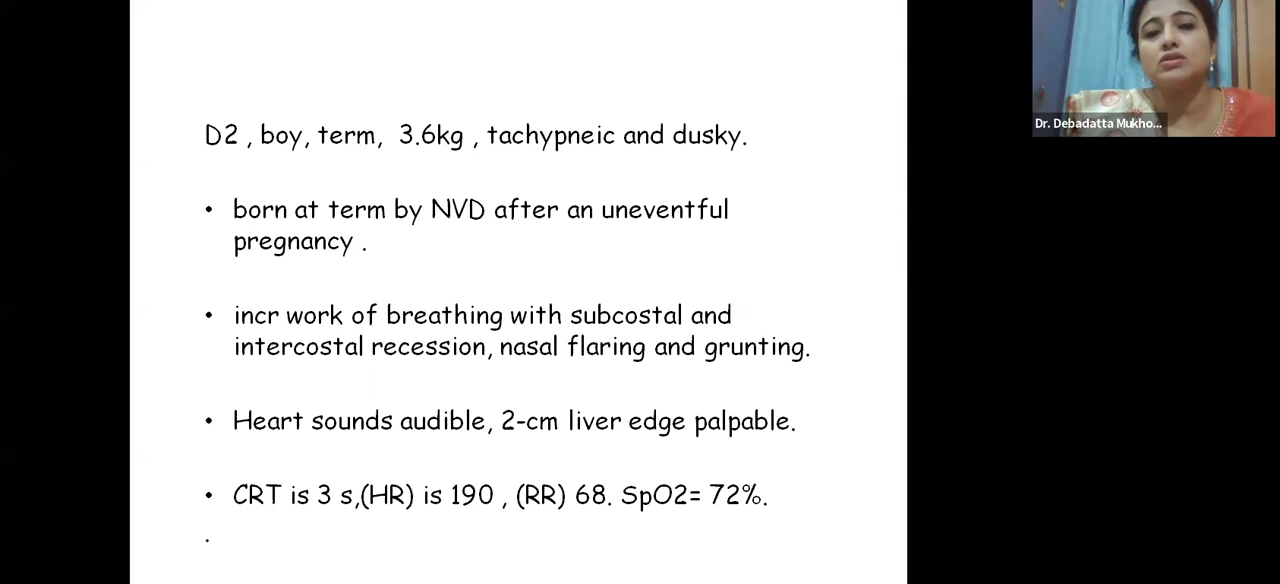 D2 , boy, term,  3.6kg , tachypneic and dusky.
• born at term by NVD after an uneventful
pregnancy .
• incr work of breathing with subcostal and
intercostal recession, nasal flaring and grunting.
• Heart sounds audible, 2-cm liver edge palpable.
• CRT is 3 s,(HR) is 190 , (RR) 68. SpO2= 72%.
.
Dr. Debadatta Mukho...